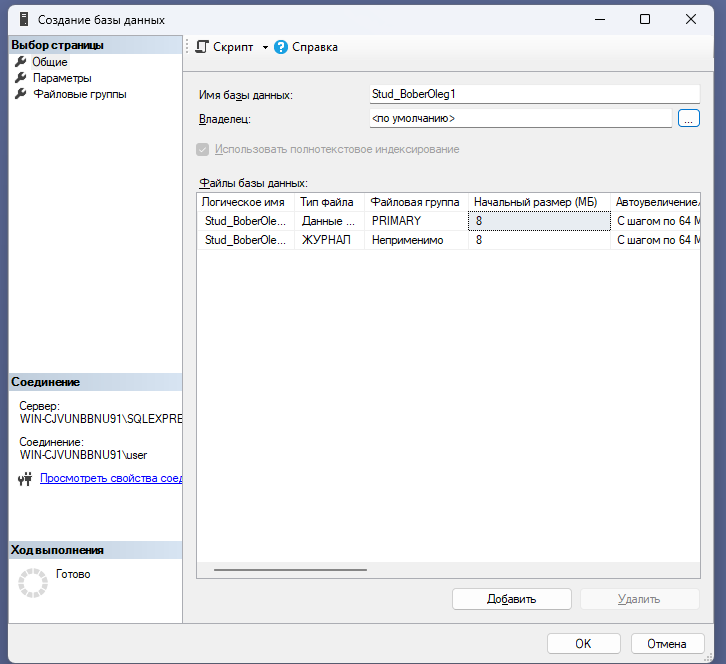 Создание базы данных
Выбор страницы
Общие
Параметры
Файловые группы
Скрипт
Справка
Имя базы данных:
Stud_BoberOleg1
Владелец:
<по умолчанию>
...
Использовать полнотекстовое индексирование
Файлы базы данных:
Логическое имя Тип файла Файловая группа Начальный размер (МБ) Автоувеличение/
Stud_BoberOle... Данные ... PRIMARY 8 С шагом по 64 М
Stud_BoberOle... ЖУРНАЛ Неприменимо 8 С шагом по 64 М
Соединение
Сервер:
WIN-CJVUNBBNU91\SQLEXPRE
Соединение:
WIN-CJVUNBBNU91\user
Просмотреть свойства соед
Ход выполнения
Готово
Добавить
Удалить
OK
Отмена